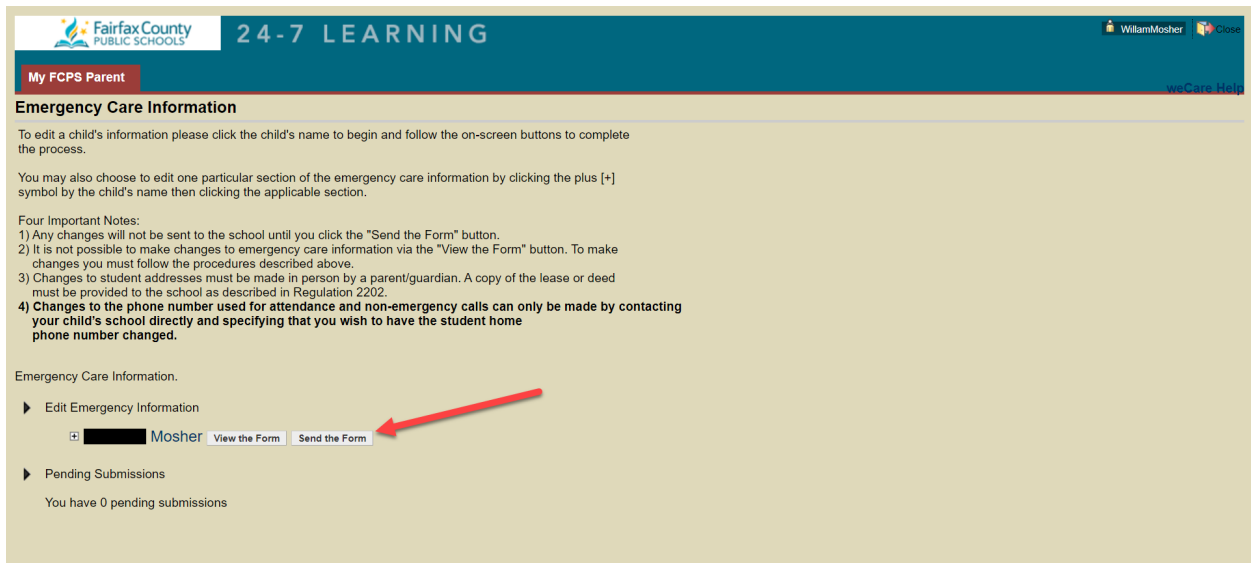 Fairfax County
PUBLIC SCHOOLS
24-7 LEARNING
WillamMosher
Close
My FCPS Parent
weCare Help
Emergency Care Information
To edit a child's information please click the child's name to begin and follow the on-screen buttons to complete
the process.
You may also choose to edit one particular section of the emergency care information by clicking the plus [+]
symbol by the child's name then clicking the applicable section.
Four Important Notes:
1) Any changes will not be sent to the school until you click the "Send the Form" button.
2) It is not possible to make changes to emergency care information via the "View the Form" button. To make
changes you must follow the procedures described above.
3) Changes to student addresses must be made in person by a parent/guardian. A copy of the lease or deed
must be provided to the school as described in Regulation 2202.
4) Changes to the phone number used for attendance and non-emergency calls can only be made by contacting
your child's school directly and specifying that you wish to have the student home
phone number changed.
Emergency Care Information.
Edit Emergency Information
Mosher View the Form Send the Form
Pending Submissions
You have 0 pending submissions